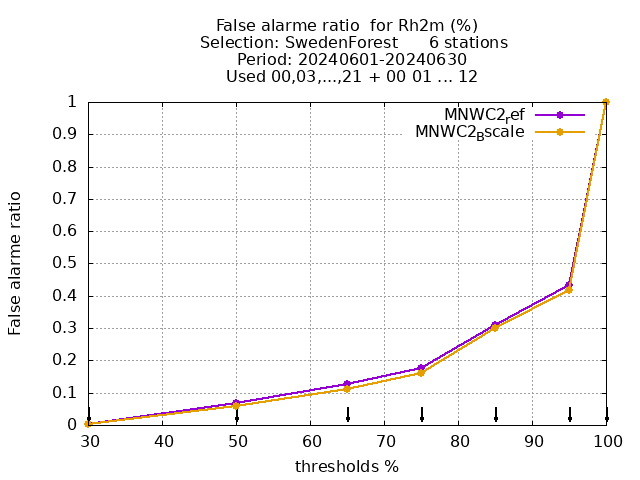 False alarme ratio  for Rh2m (%)
Selection: SwedenForest      6 stations
Period: 20240601-20240630
Used 00,03,...,21 + 00 01 ... 12
MNWC2ref
MNWC2Bscale
False alarme ratio
1
0.9
0.8
0.7
0.6
0.5
0.4
0.3
0.2
0.1
0
30 40 50 60 70 80 90 100
thresholds %